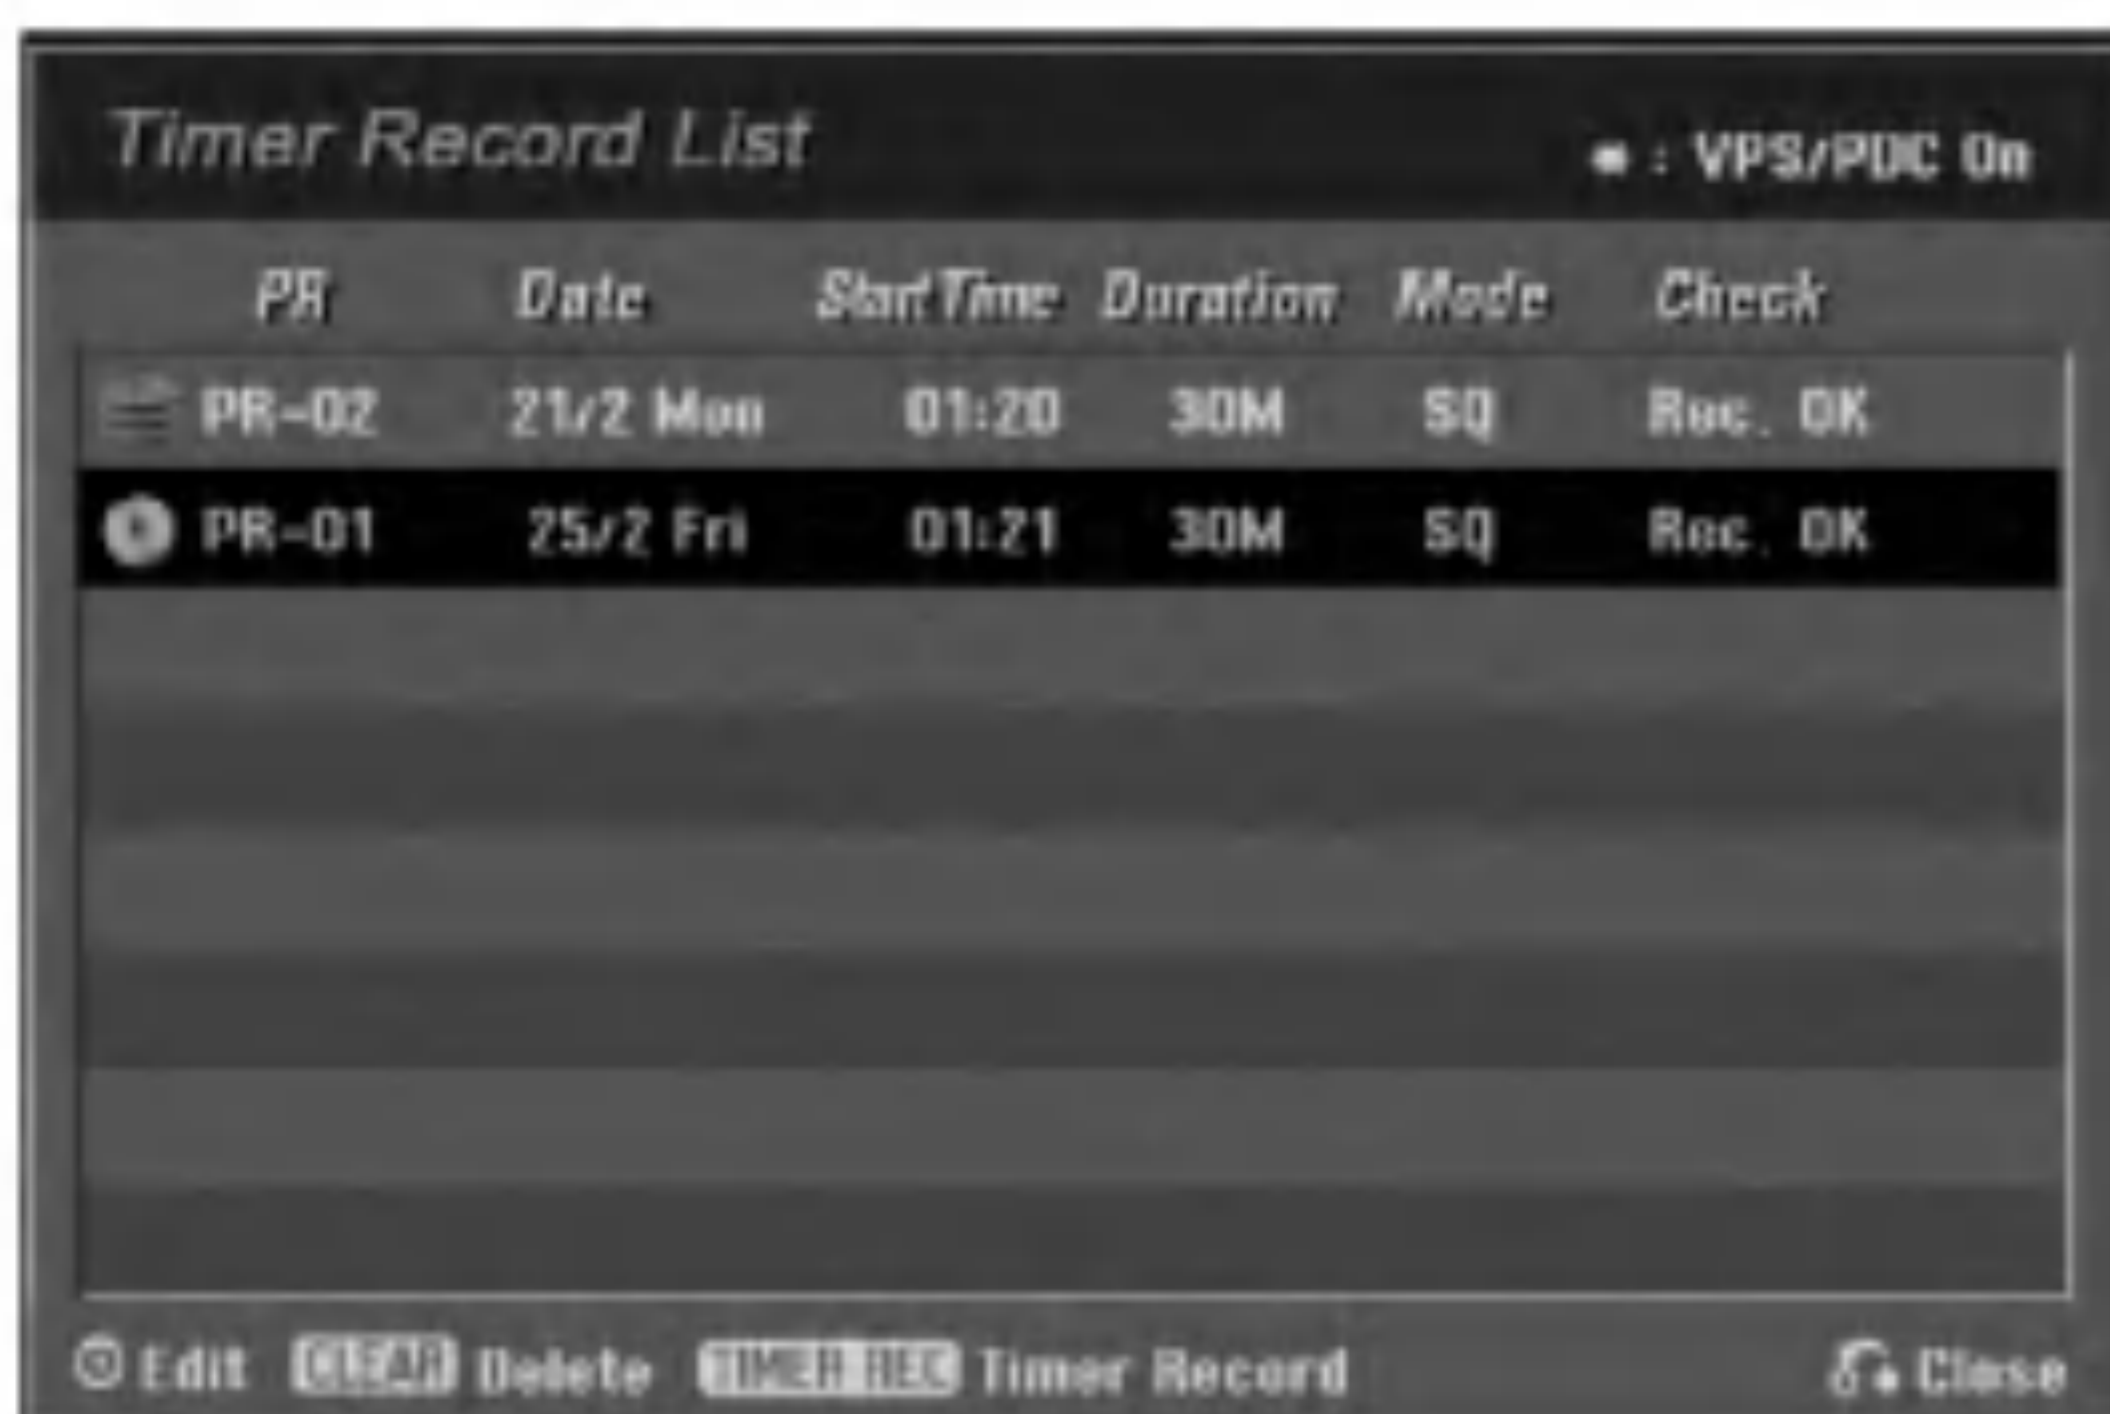 Timer Record List
■ : VPS/PDC On
PR Date Start Time Duration Mode Check
PR-02 21/2 Mon 01:20 30M SQ Rec. OK
PR-01 25/2 Fri 01:21 30M SQ Rec. OK
Edit CLEAR Delete TIMER REC Timer Record Close